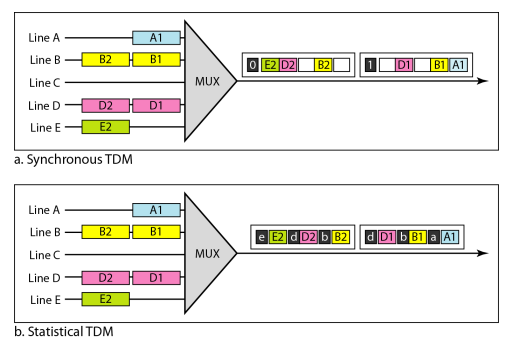 Line A A1
Line B B2 B1
Line C
Line D D2 D1
Line E E2
MUX
0 E2 D2 B2 1 D1 B1 A1
a. Synchronous TDM
Line A A1
Line B B2 B1
Line C
Line D D2 D1
Line E E2
MUX
e E2 d D2 b B2 d D1 b B1 a A1
b. Statistical TDM